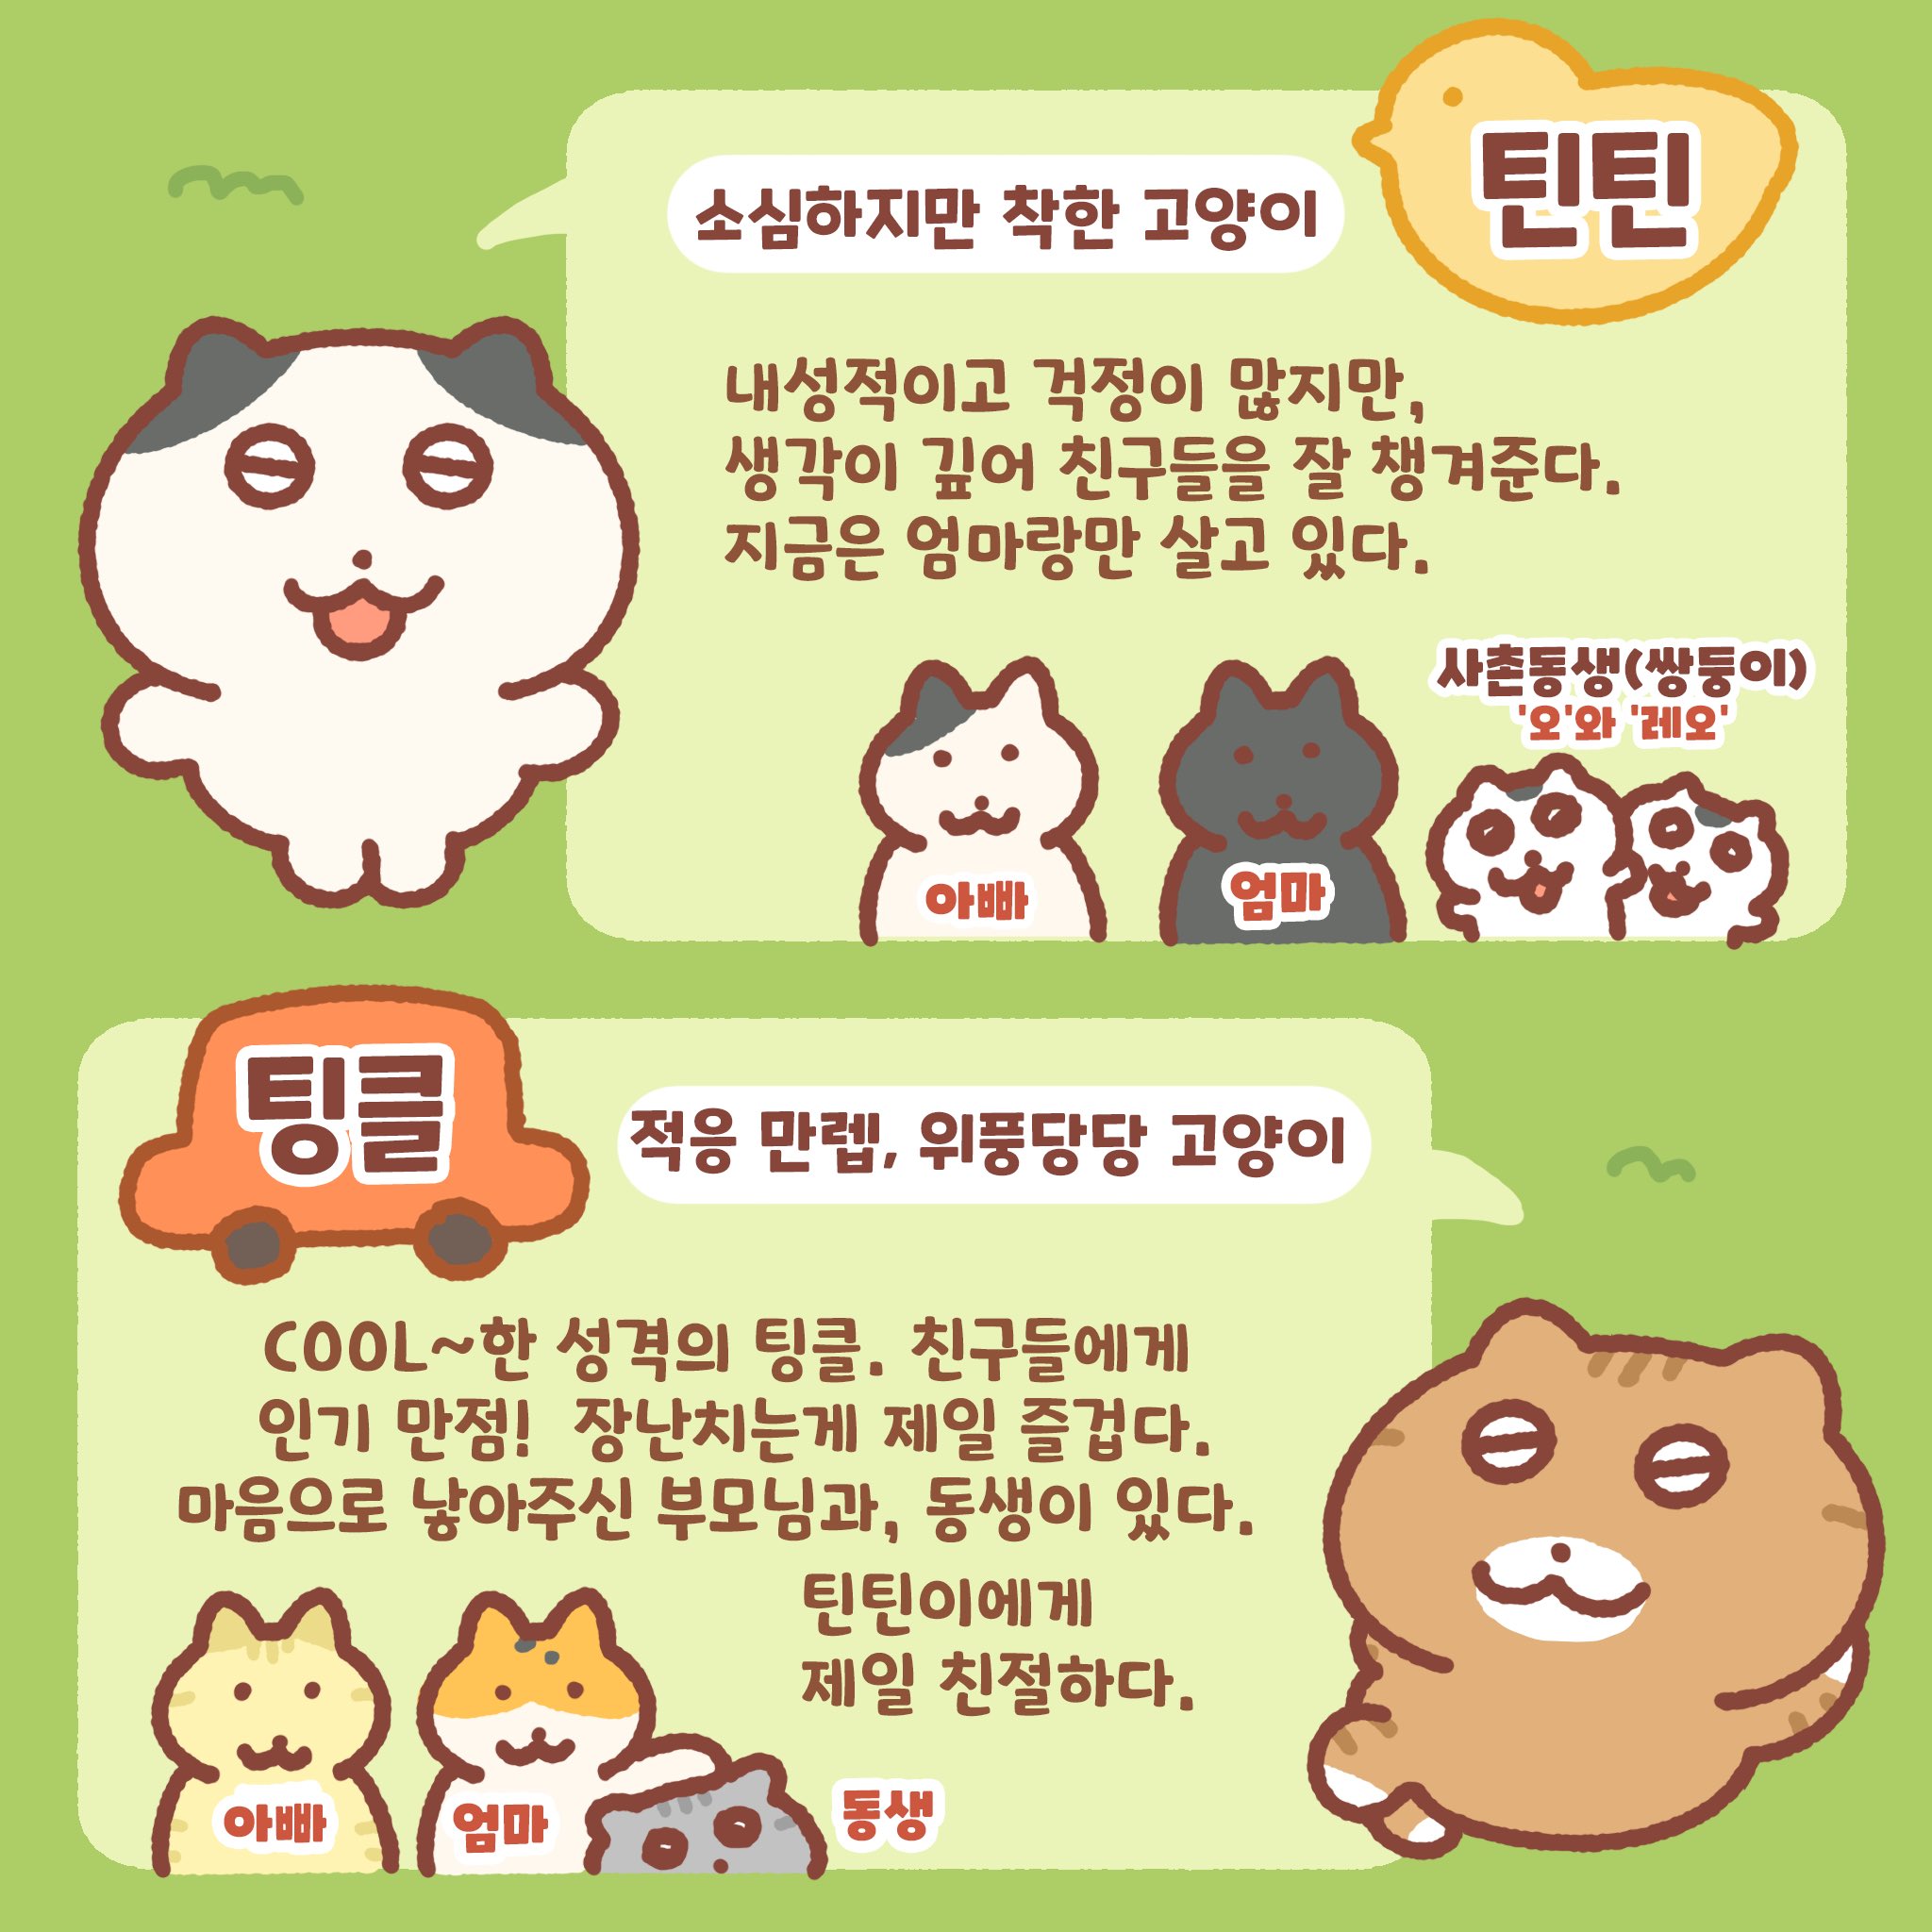 틴틴
소심하지만 착한 고양이
내성적이고 걱정이 많지만,
생각이 깊어 친구들을 잘 챙겨준다.
지금은 엄마랑만 살고 있다.
사촌동생(쌍둥이)
'오'와 '레오'
아빠
엄마
팅클
적응 만렙, 위풍당당 고양이
COOL~한 성격의 팅클. 친구들에게
인기 만점! 장난치는게 제일 즐겁다.
마음으로 낳아주신 부모님과, 동생이 있다.
틴틴이에게
제일 친절하다.
아빠
엄마
동생